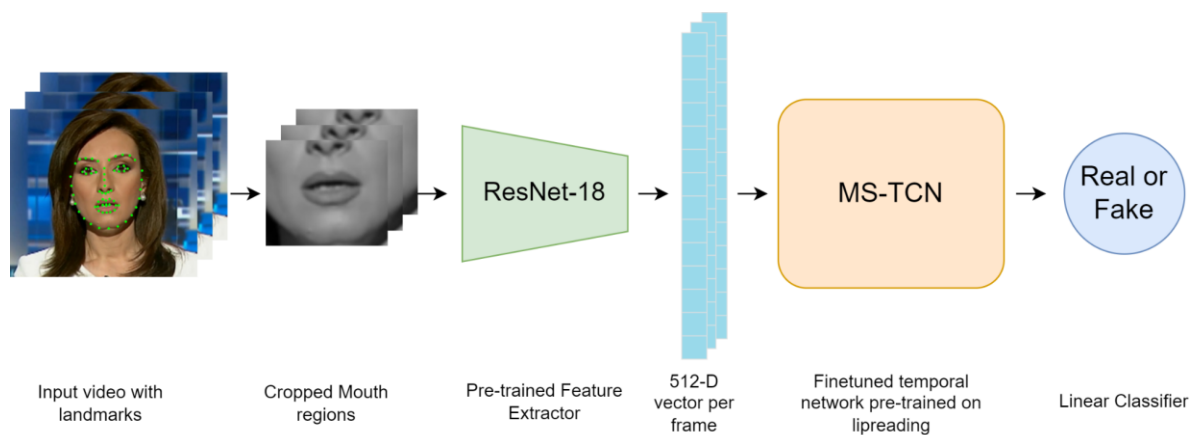 ResNet-18
MS-TCN
Real or
Fake
Input video with
landmarks
Cropped Mouth
regions
Pre-trained Feature
Extractor
512-D
vector per
frame
Finetuned temporal
network pre-trained on
lipreading
Linear Classifier